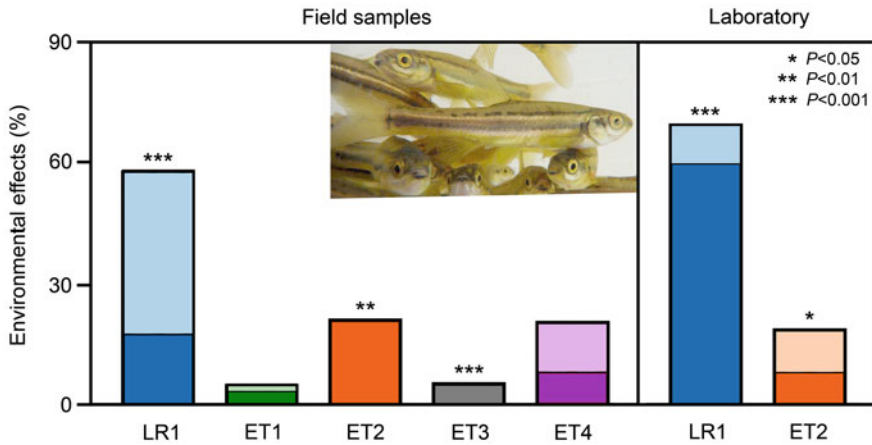 Field samples
Laboratory
Environmental effects (%)
90
60
30
0
***
**
***
***
*
* P<0.05
** P<0.01
*** P<0.001
LR1 ET1 ET2 ET3 ET4 LR1 ET2